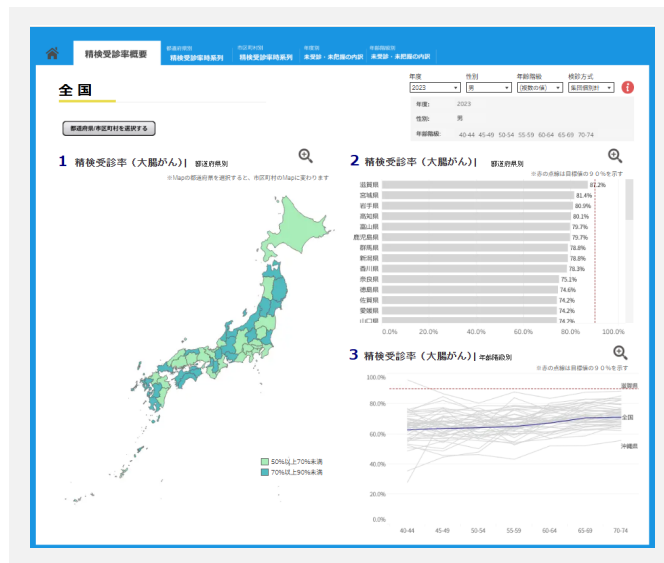 精検受診率概要
都道府県別
精検受診率時系列
市区町村別
精検受診率時系列
年度別
未受診・未把握の内訳
年齢階級別
未受診・未把握の内訳
全国
年度
2023
性別
男
年齢階級
(複数の値)
検診方式
集団個別計
i
年度: 2023
性別: 男
年齢階級: 40-44 45-49 50-54 55-59 60-64 65-69 70-74
都道府県/市区町村を選択する
1 精検受診率(大腸がん)| 都道府県別
※Mapの都道府県を選択すると、市区町村のMapに変わります
50%以上70%未満
70%以上90%未満
2 精検受診率(大腸がん)| 都道府県別
※赤の点線は目標値の90%を示す
滋賀県 87.2%
宮城県 81.4%
岩手県 80.9%
高知県 80.1%
富山県 79.7%
鹿児島県 79.7%
群馬県 78.8%
新潟県 78.8%
香川県 78.3%
奈良県 75.1%
徳島県 74.6%
佐賀県 74.2%
愛媛県 74.2%
山口県 74.2%
0.0% 20.0% 40.0% 60.0% 80.0% 100.0%
3 精検受診率(大腸がん)| 年齢階級別
※赤の点線は目標値の90%を示す
100.0%
80.0%
60.0%
40.0%
20.0%
0.0%
滋賀県
全国
沖縄県
40-44 45-49 50-54 55-59 60-64 65-69 70-74